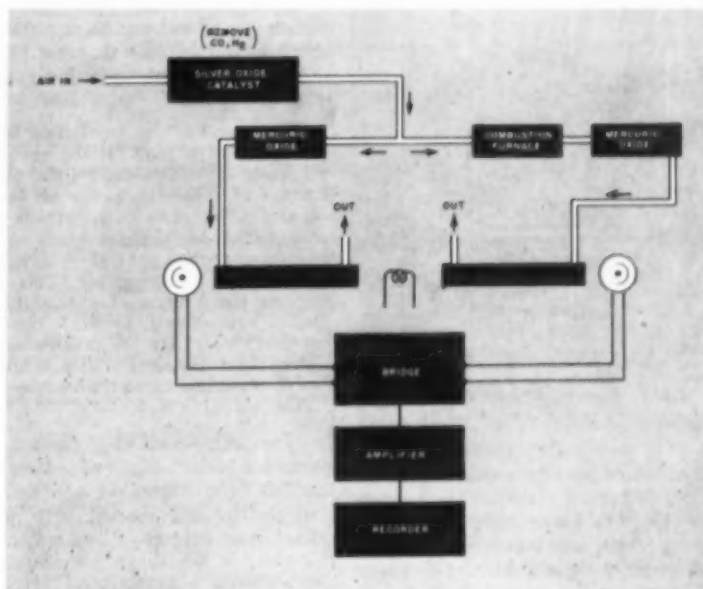 (REMOVE
CO, Hg)
AIR IN
SILVER OXIDE
CATALYST
MERCURIC
OXIDE
COMBUSTION
FURNACE
MERCURIC
OXIDE
OUT
OUT
BRIDGE
AMPLIFIER
RECORDER